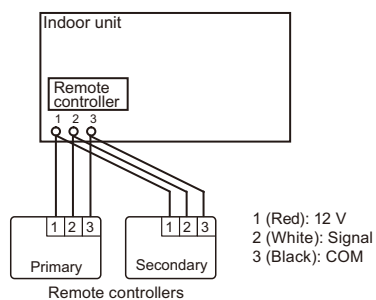 Indoor unit
Remote
controller
1 2 3
1 2 3
1 2 3
Primary
Secondary
1 (Red): 12 V
2 (White): Signal
3 (Black): COM
Remote controllers